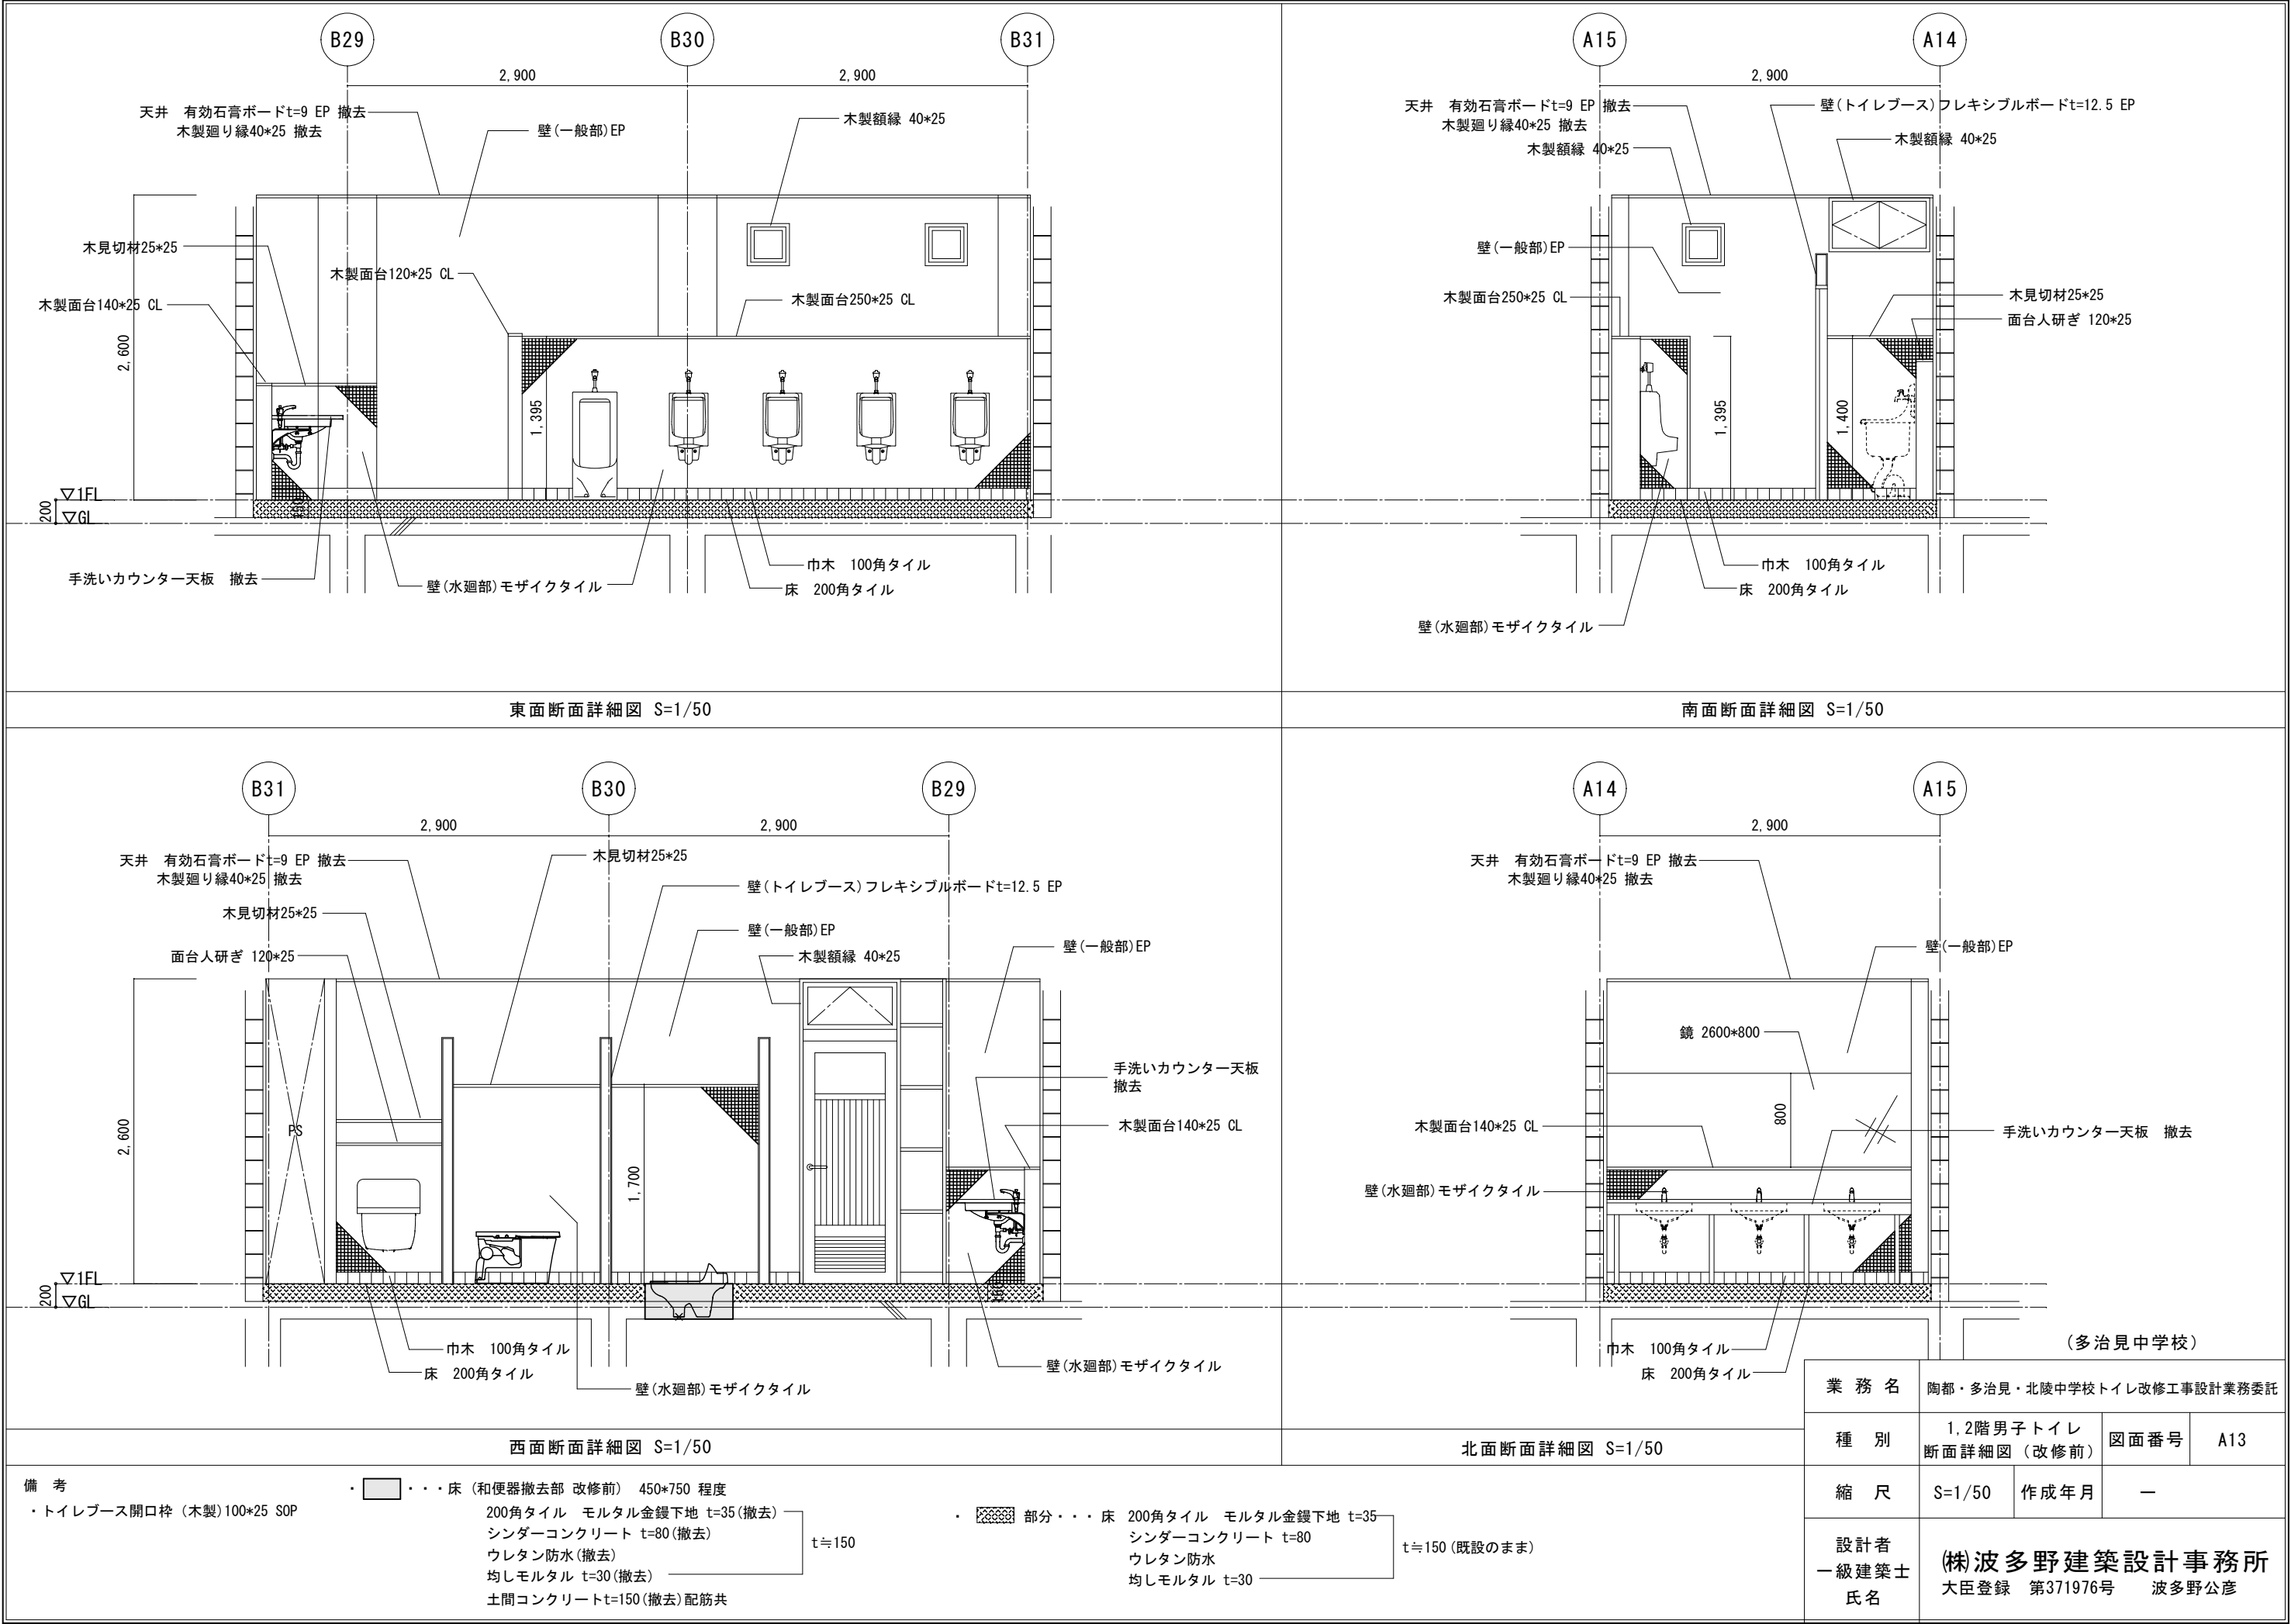 B29
B30
B31
2,900
2,900
天井　有効石膏ボードt=9 EP 撤去
木製廻り縁40*25 撤去
壁(一般部)EP
木製額縁 40*25
木見切材25*25
木製面台120*25 CL
木製面台140*25 CL
木製面台250*25 CL
2,600
1,395
▽1FL
200
▽GL
150
手洗いカウンター天板　撤去
壁(水廻部)モザイクタイル
巾木　100角タイル
床　200角タイル
東面断面詳細図 S=1/50
A15
A14
2,900
天井　有効石膏ボードt=9 EP 撤去
木製廻り縁40*25 撤去
木製額縁 40*25
壁(トイレブース)フレキシブルボードt=12.5 EP
木製額縁 40*25
壁(一般部)EP
木製面台250*25 CL
木見切材25*25
面台人研ぎ 120*25
1,395
1,400
巾木　100角タイル
床　200角タイル
壁(水廻部)モザイクタイル
南面断面詳細図 S=1/50
B31
B30
B29
2,900
2,900
天井　有効石膏ボードt=9 EP 撤去
木製廻り縁40*25 撤去
木見切材25*25
木見切材25*25
壁(トイレブース)フレキシブルボードt=12.5 EP
壁(一般部)EP
面台人研ぎ 120*25
木製額縁 40*25
壁(一般部)EP
手洗いカウンター天板
撤去
木製面台140*25 CL
2,600
PS
1,700
▽1FL
200
▽GL
150
巾木　100角タイル
床　200角タイル
壁(水廻部)モザイクタイル
壁(水廻部)モザイクタイル
西面断面詳細図 S=1/50
A14
A15
2,900
天井　有効石膏ボードt=9 EP 撤去
木製廻り縁40*25 撤去
壁(一般部)EP
鏡 2600*800
800
木製面台140*25 CL
手洗いカウンター天板　撤去
壁(水廻部)モザイクタイル
巾木　100角タイル
床　200角タイル
北面断面詳細図 S=1/50
(多治見中学校)
業務名
陶都・多治見・北陵中学校トイレ改修工事設計業務委託
種別
1,2階男子トイレ
断面詳細図（改修前）
図面番号
A13
縮尺
S=1/50
作成年月
―
設計者
一級建築士
氏名
㈱波多野建築設計事務所
大臣登録　第371976号　　波多野公彦
備考
・トイレブース開口枠（木製)100*25 SOP
・　・・・床（和便器撤去部 改修前)　450*750 程度
200角タイル　モルタル金鏝下地 t=35(撤去)
シンダーコンクリート t=80(撤去)
ウレタン防水(撤去)
均しモルタル t=30(撤去)
土間コンクリートt=150(撤去)配筋共
t≒150
・　部分・・・床　200角タイル　モルタル金鏝下地 t=35
シンダーコンクリート t=80
ウレタン防水
均しモルタル t=30
t≒150(既設のまま)